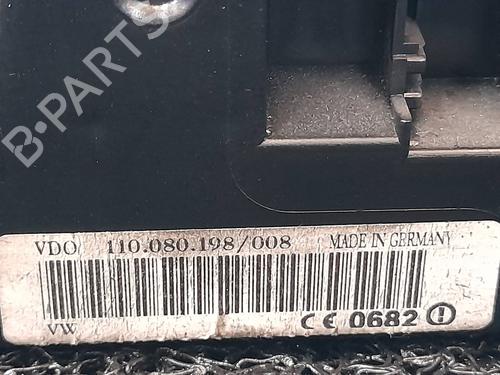 B-PARTS
VDO 110.080.198/008 MADE IN GERMANY
VW CE 0682